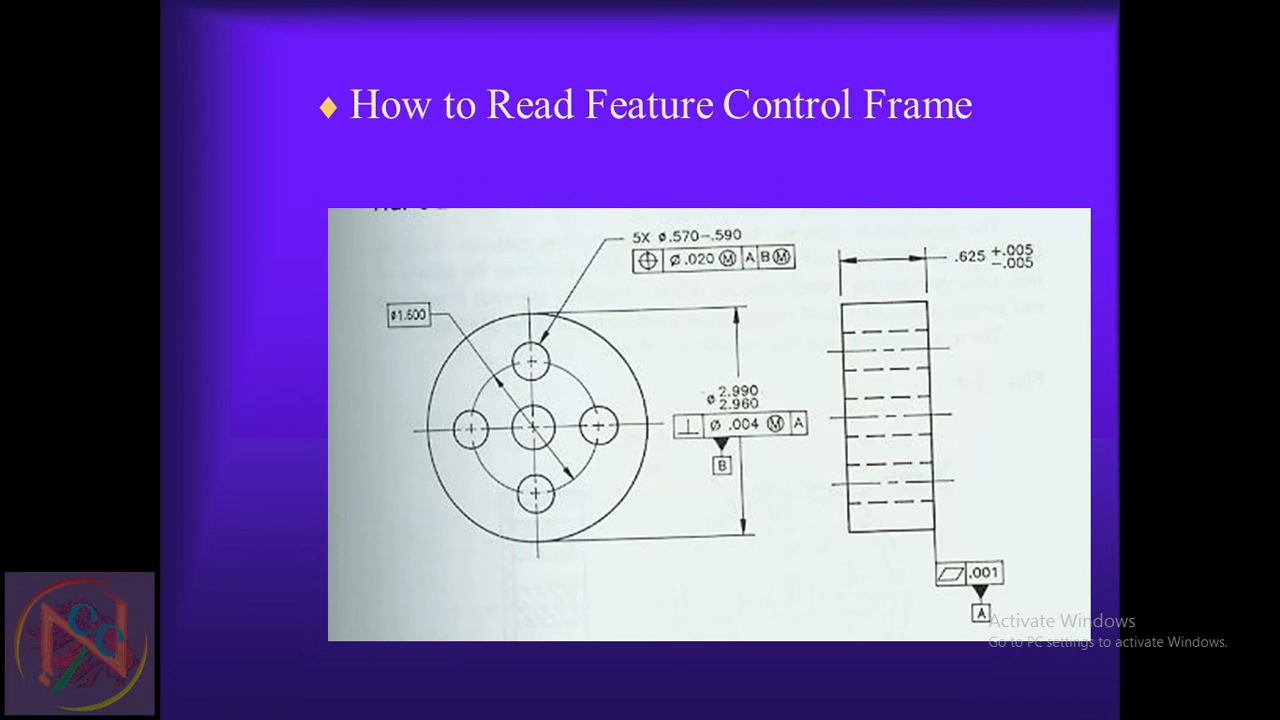 How to Read Feature Control Frame
5X ⌀.570–.590
⌖ ⌀.020 Ⓜ A B Ⓜ
.625 +.005
–.005
⌀1.600
⌀ 2.990
2.960
⊥ ⌀ .004 Ⓜ A
B
⏥ .001
A
Activate Windows
Go to PC settings to activate Windows.
N
C
C